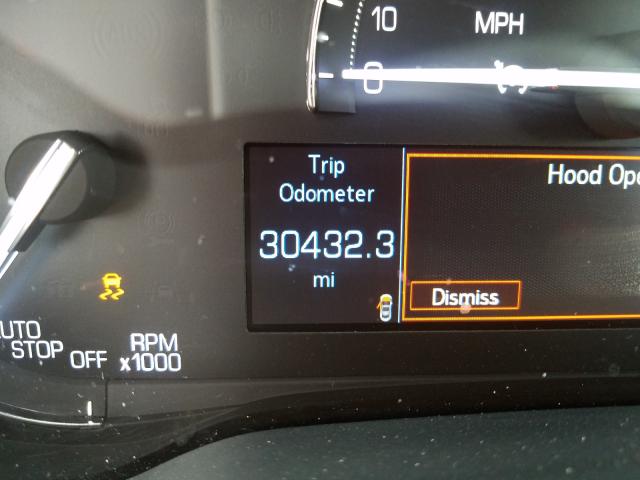 10 MPH
0
Trip
Odometer
30432.3
mi
Hood Ope
Dismiss
AUTO
STOP OFF RPM
x1000